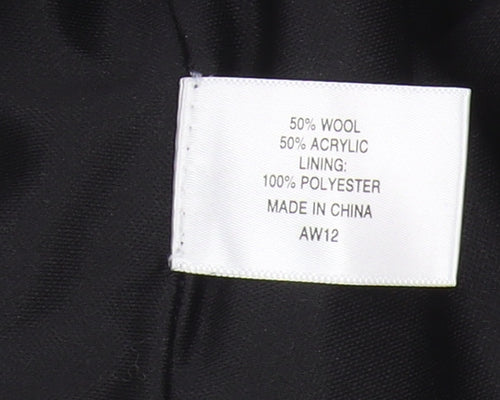 50% WOOL
50% ACRYLIC
LINING:
100% POLYESTER
MADE IN CHINA
AW12